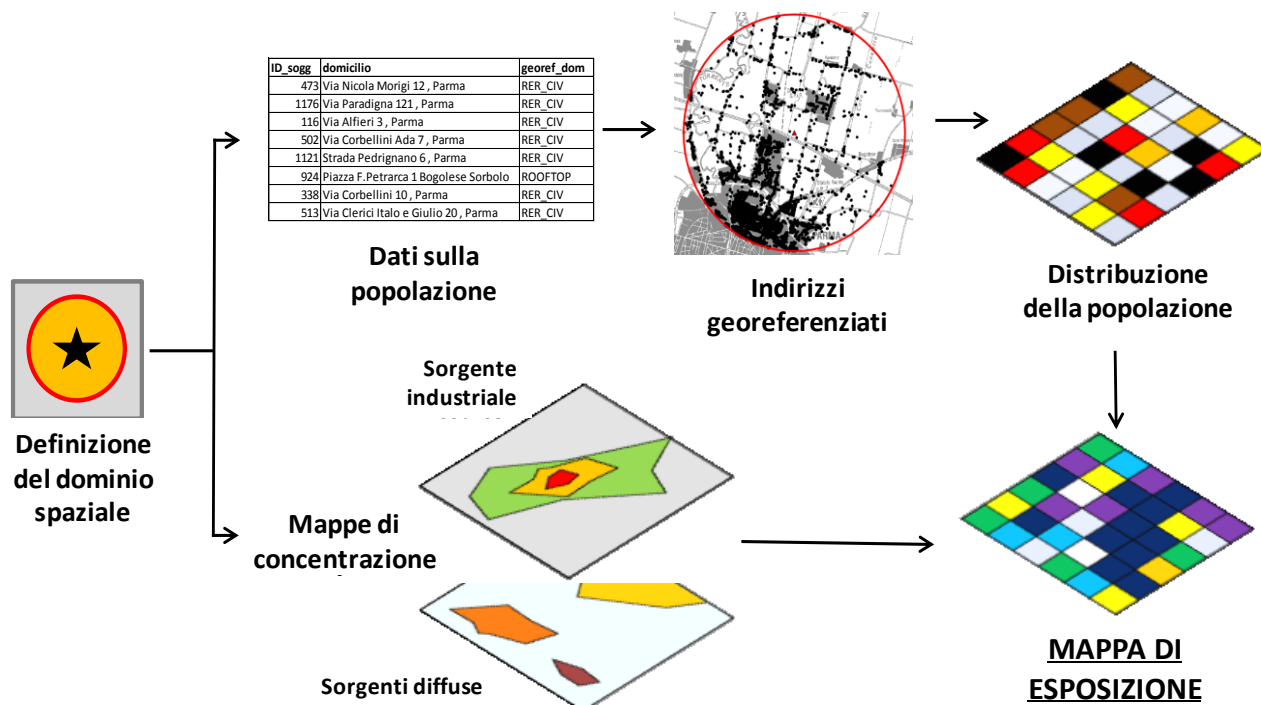 ID_sogg domicilio georef_dom
473 Via Nicola Morigi 12 , Parma RER_CIV
1176 Via Paradigna 121 , Parma RER_CIV
116 Via Alfieri 3 , Parma RER_CIV
502 Via Corbellini Ada 7 , Parma RER_CIV
1121 Strada Pedrignano 6 , Parma RER_CIV
924 Piazza F.Petrarca 1 Bogolese Sorbolo ROOFTOP
338 Via Corbellini 10 , Parma RER_CIV
513 Via Clerici Italo e Giulio 20 , Parma RER_CIV
Dati sulla
popolazione
Indirizzi
georeferenziati
Distribuzione
della popolazione
Definizione
del dominio
spaziale
Sorgente
industriale
Mappe di
concentrazione
Sorgenti diffuse
MAPPA DI
ESPOSIZIONE